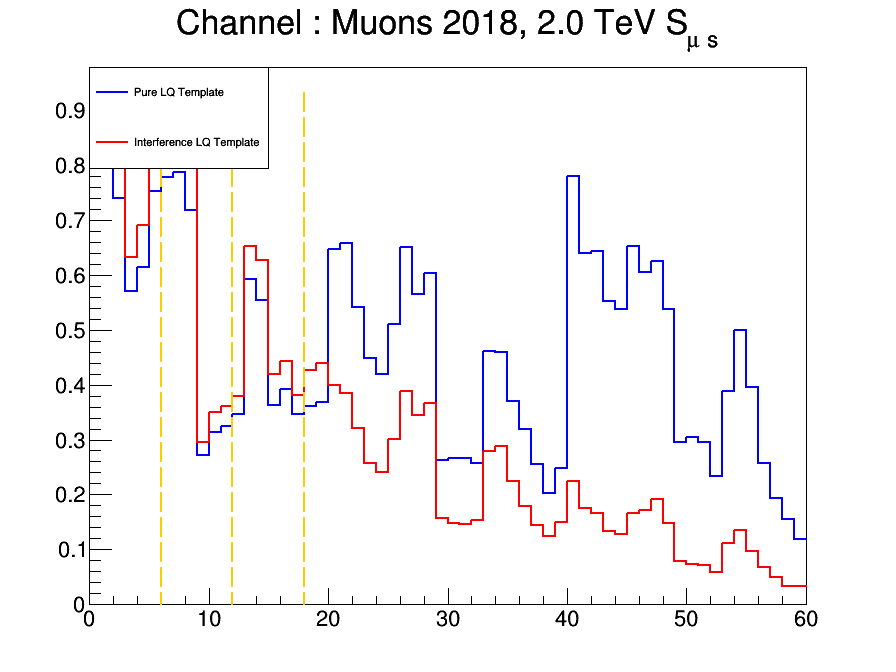 Channel : Muons 2018, 2.0 TeV S_{μ s}
Pure LQ Template
Interference LQ Template
0.9
0.8
0.7
0.6
0.5
0.4
0.3
0.2
0.1
0
0 10 20 30 40 50 60